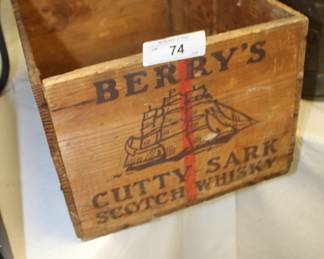 74
BERRY'S
CUTTY SARK
SCOTCH WHISKY